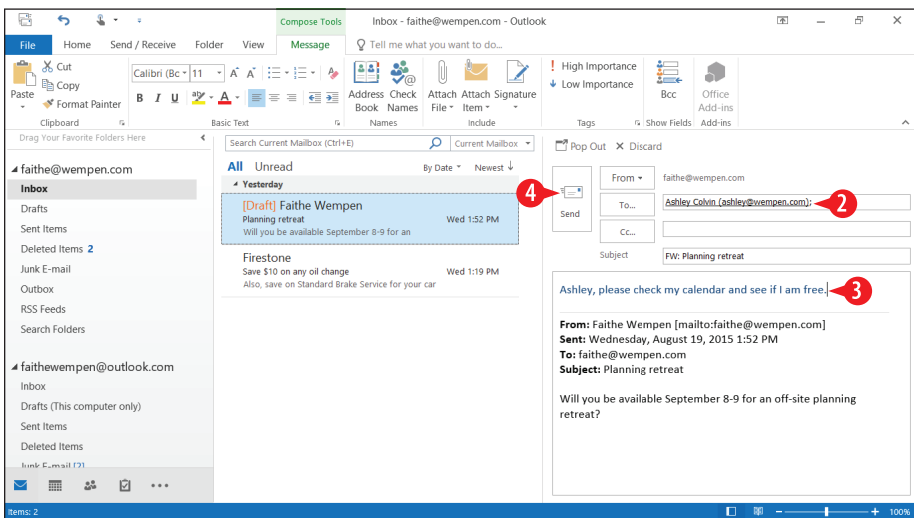 Compose Tools
Inbox - faithe@wempen.com - Outlook
File Home Send / Receive Folder View Message Tell me what you want to do...
Paste
Cut
Copy
Format Painter
Clipboard
Calibri (Bc 11
A A
B I U aby A
Basic Text
Address Book
Check Names
Names
Attach File
Attach Item
Signature
Include
! High Importance
Low Importance
Tags
Bcc
Show Fields
Office Add-ins
Add-ins
Drag Your Favorite Folders Here
faithe@wempen.com
Inbox
Drafts
Sent Items
Deleted Items 2
Junk E-mail
Outbox
RSS Feeds
Search Folders
faithewempen@outlook.com
Inbox
Drafts (This computer only)
Sent Items
Deleted Items
Junk E-mail [2]
Items: 2
Search Current Mailbox (Ctrl+E) Current Mailbox
All Unread By Date Newest
Yesterday
[Draft] Faithe Wempen
Planning retreat Wed 1:52 PM
Will you be available September 8-9 for an
Firestone
Save $10 on any oil change Wed 1:19 PM
Also, save on Standard Brake Service for your car
Pop Out Discard
4
Send
From faithe@wempen.com
To... Ashley Colvin (ashley@wempen.com); 2
Cc...
Subject FW: Planning retreat
Ashley, please check my calendar and see if I am free. 3
From: Faithe Wempen [mailto:faithe@wempen.com]
Sent: Wednesday, August 19, 2015 1:52 PM
To: faithe@wempen.com
Subject: Planning retreat
Will you be available September 8-9 for an off-site planning
retreat?
100%